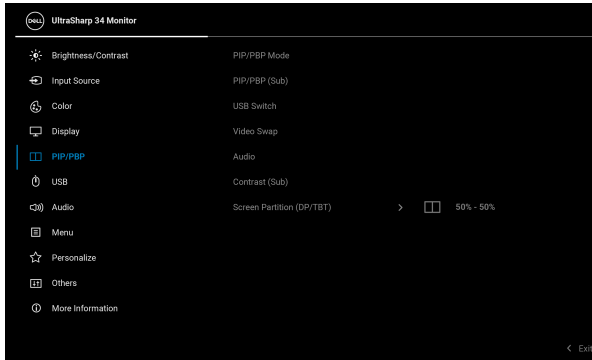 DELL UltraSharp 34 Monitor
Brightness/Contrast PIP/PBP Mode
Input Source PIP/PBP (Sub)
Color USB Switch
Display Video Swap
PIP/PBP Audio
USB Contrast (Sub)
Audio Screen Partition (DP/TBT) > 50% - 50%
Menu
Personalize
Others
More Information
< Exit